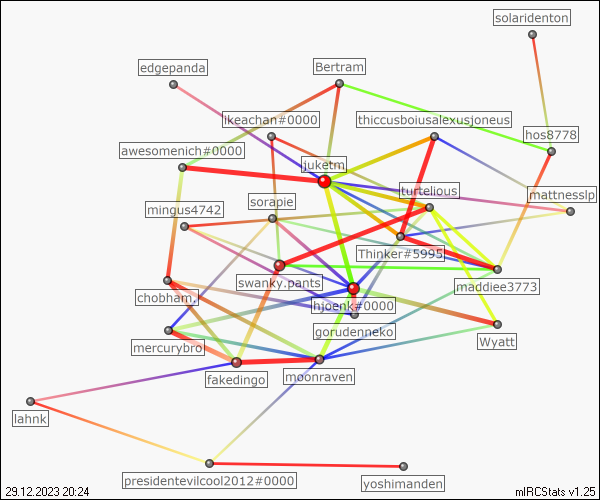 solaridenton
edgepanda
Bertram
ikeachan#0000
thiccusboiusalexusjoneus
hos8778
awesomenich#0000
juketm
turtelious
mattnesslp
sorapie
mingus4742
Thinker#5995
swanky.pants
maddiee3773
chobham,
hjoenk#0000
gorudenneko
Wyatt
mercurybro
fakedingo
moonraven
lahnk
presidentevilcool2012#0000
yoshimanden
29.12.2023 20:24
mIRCStats v1.25